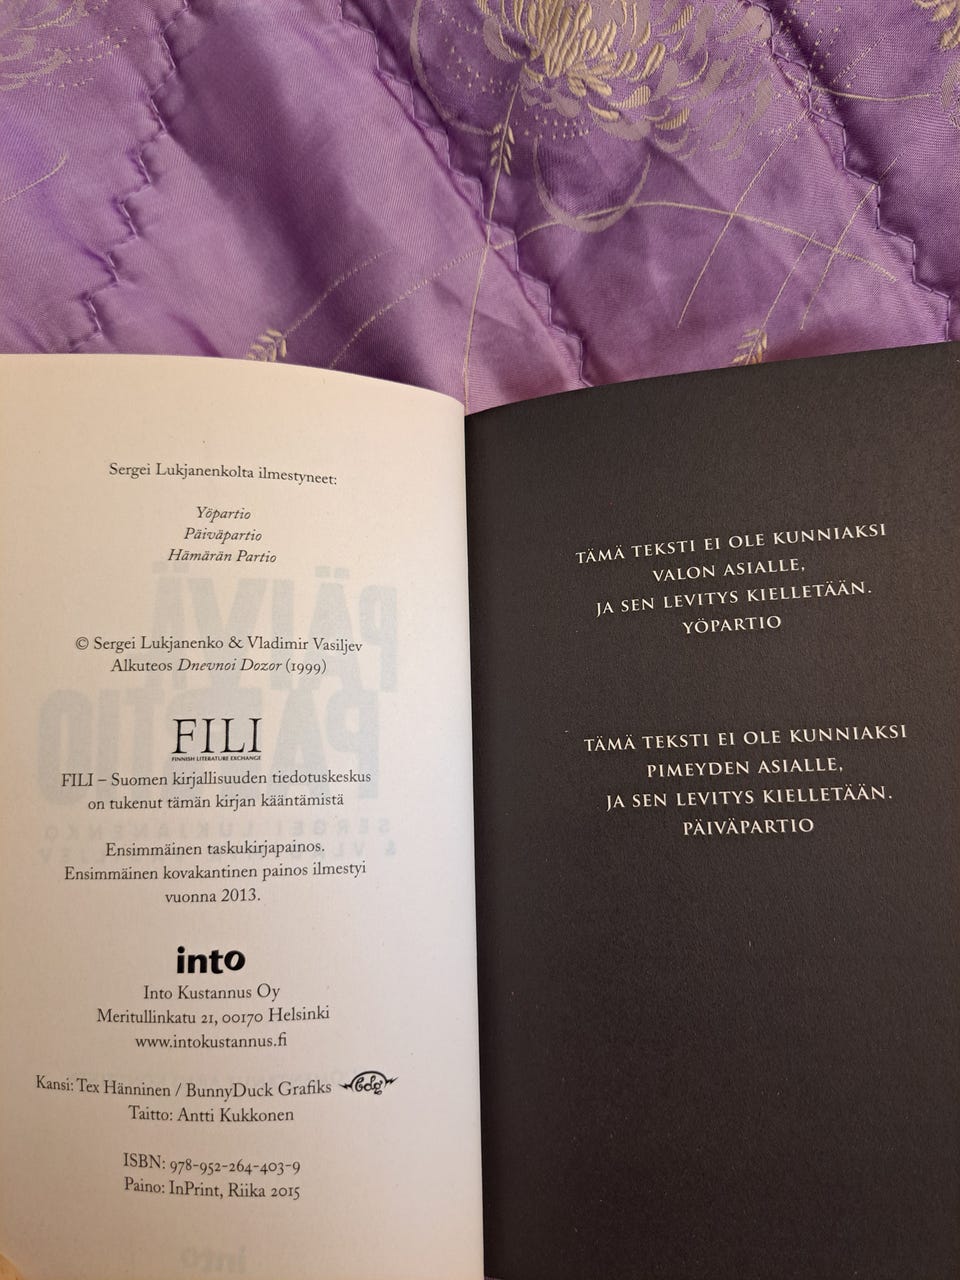 Sergei Lukjanenkolta ilmestyneet:
Yöpartio
Päiväpartio
Hämärän Partio
© Sergei Lukjanenko & Vladimir Vasiljev
Alkuteos Dnevnoi Dozor (1999)
FILI
FINNISH LITERATURE EXCHANGE
FILI – Suomen kirjallisuuden tiedotuskeskus
on tukenut tämän kirjan kääntämistä
Ensimmäinen taskukirjapainos.
Ensimmäinen kovakantinen painos ilmestyi
vuonna 2013.
into
Into Kustannus Oy
Meritullinkatu 21, 00170 Helsinki
www.intokustannus.fi
Kansi: Tex Hänninen / BunnyDuck Grafiks bdg
Taitto: Antti Kukkonen
ISBN: 978-952-264-403-9
Paino: InPrint, Riika 2015
TÄMÄ TEKSTI EI OLE KUNNIAKSI
VALON ASIALLE,
JA SEN LEVITYS KIELLETÄÄN.
YÖPARTIO
TÄMÄ TEKSTI EI OLE KUNNIAKSI
PIMEYDEN ASIALLE,
JA SEN LEVITYS KIELLETÄÄN.
PÄIVÄPARTIO